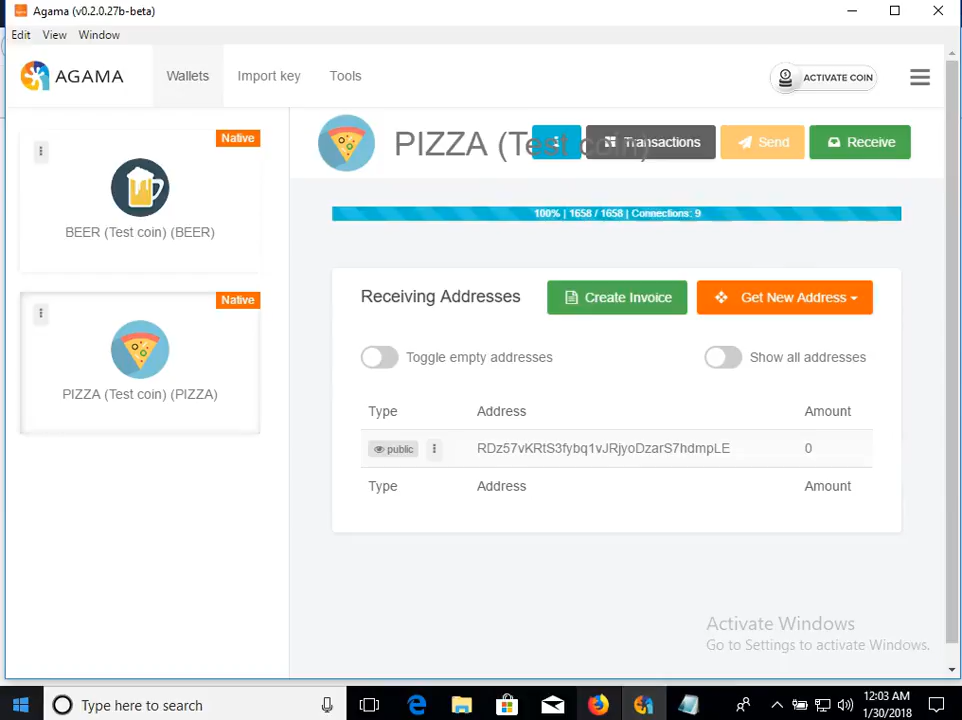 Agama (v0.2.0.27b-beta)
Edit View Window
AGAMA Wallets Import key Tools ACTIVATE COIN
Native
BEER (Test coin) (BEER)
Native
PIZZA (Test coin) (PIZZA)
PIZZA (Test coin) Transactions Send Receive
100% | 1658 / 1658 | Connections: 9
Receiving Addresses Create Invoice Get New Address
Toggle empty addresses Show all addresses
Type Address Amount
public RDz57vKRtS3fybq1vJRjyoDzarS7hdmpLE 0
Type Address Amount
Activate Windows
Go to Settings to activate Windows.
Type here to search
12:03 AM
1/30/2018